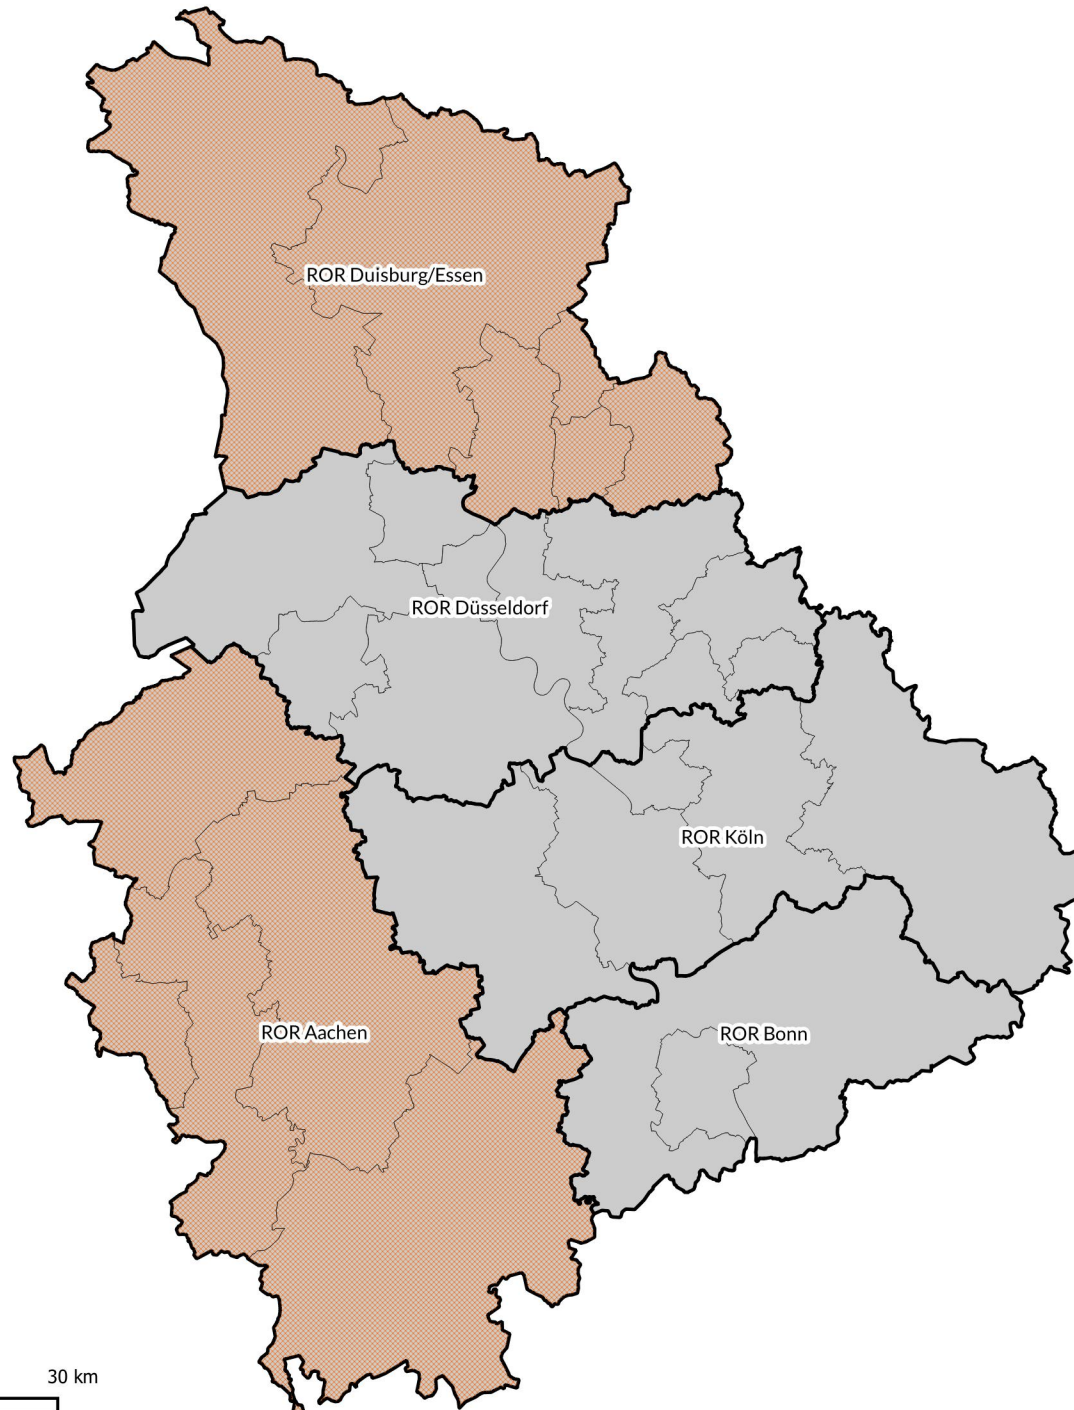 ROR Duisburg/Essen
ROR Düsseldorf
ROR Köln
ROR Aachen
ROR Bonn
30 km